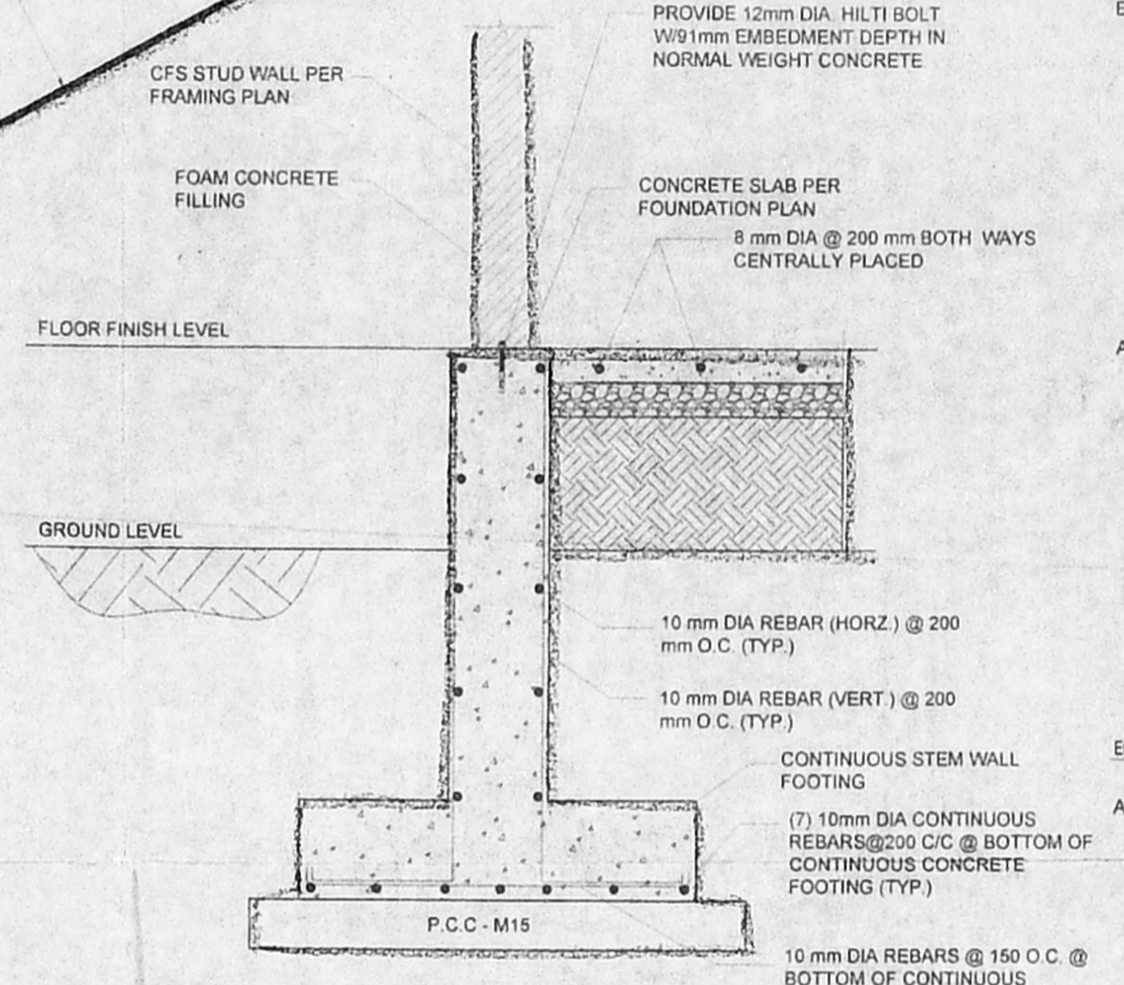 PROVIDE 12mm DIA. HILTI BOLT
W/91mm EMBEDMENT DEPTH IN
NORMAL WEIGHT CONCRETE
CFS STUD WALL PER
FRAMING PLAN
FOAM CONCRETE
FILLING
CONCRETE SLAB PER
FOUNDATION PLAN
8 mm DIA @ 200 mm BOTH WAYS
CENTRALLY PLACED
FLOOR FINISH LEVEL
GROUND LEVEL
10 mm DIA REBAR (HORZ.) @ 200
mm O.C. (TYP.)
10 mm DIA REBAR (VERT.) @ 200
mm O.C. (TYP.)
CONTINUOUS STEM WALL
FOOTING
(7) 10mm DIA CONTINUOUS
REBARS@200 C/C @ BOTTOM OF
CONTINUOUS CONCRETE
FOOTING (TYP.)
P.C.C - M15
10 mm DIA REBARS @ 150 O.C. @
BOTTOM OF CONTINUOUS